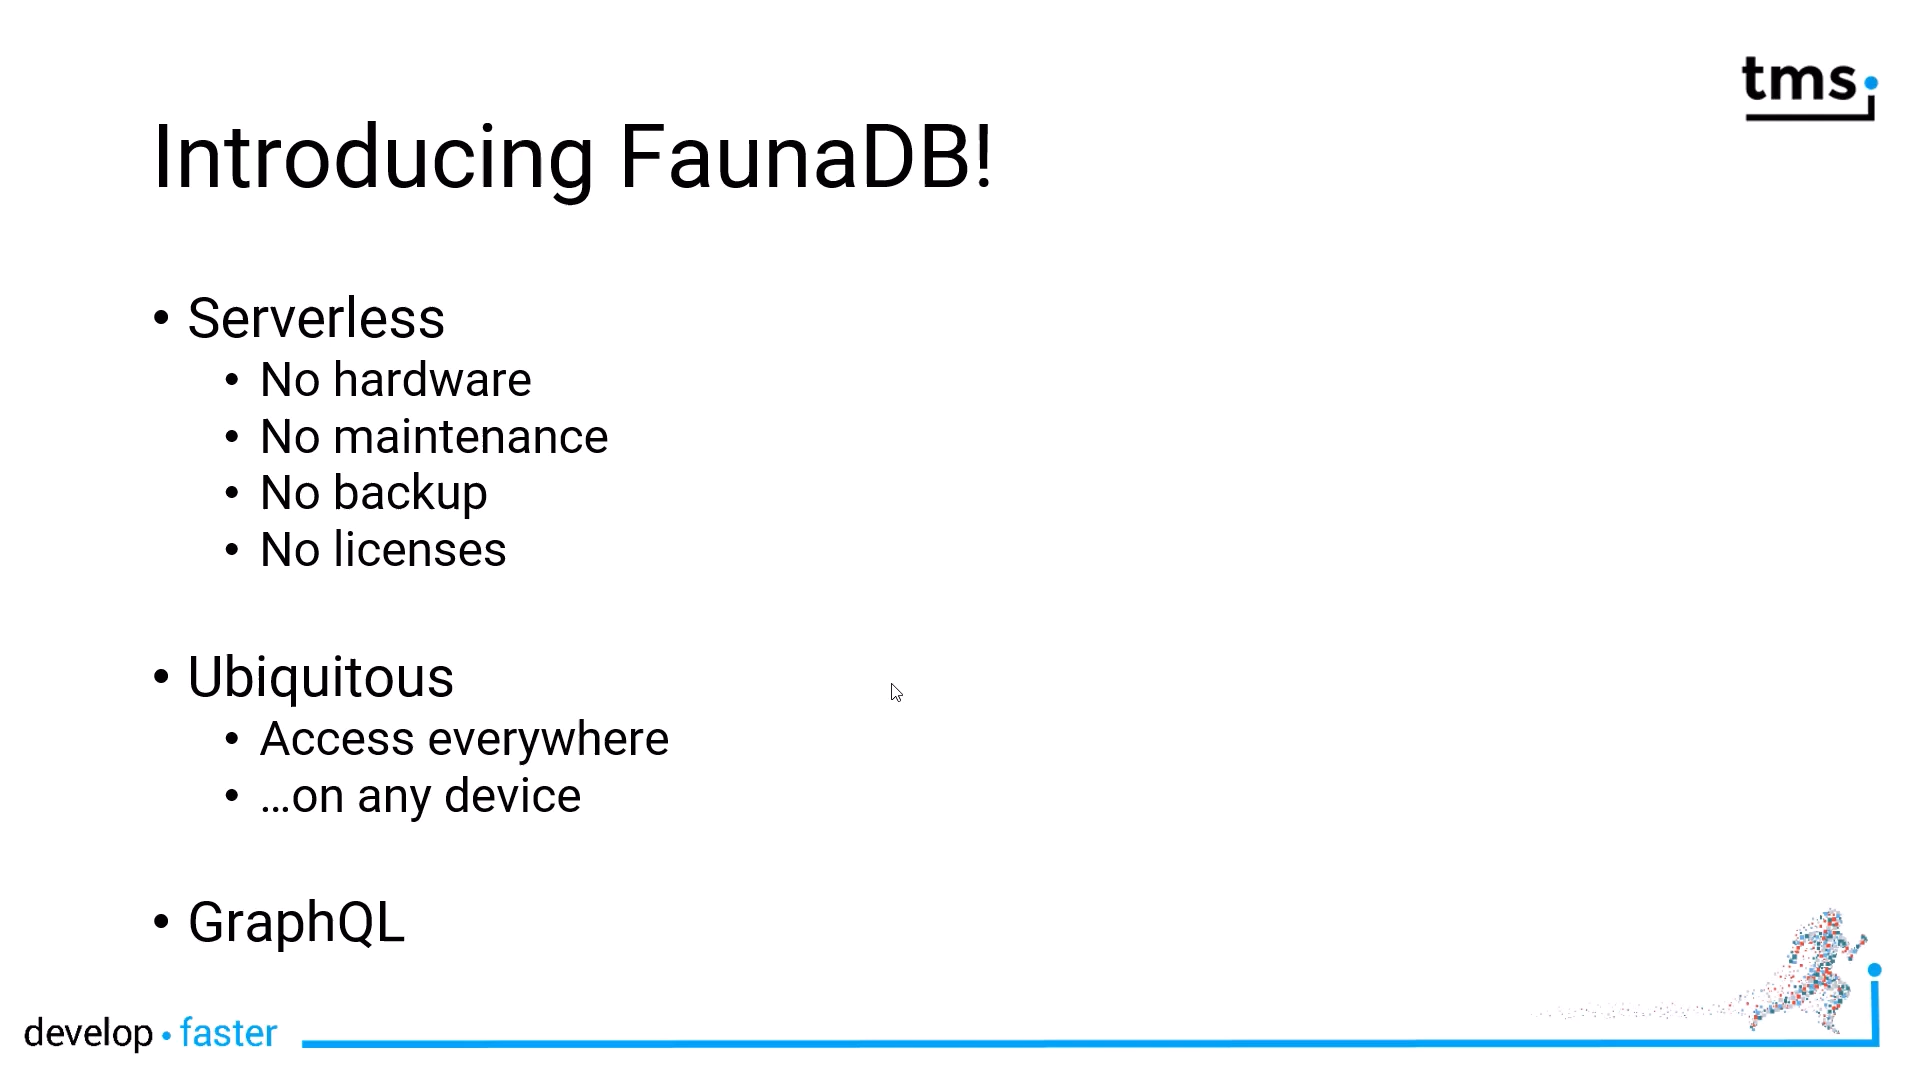 tms
Introducing FaunaDB!
• Serverless
• No hardware
• No maintenance
• No backup
• No licenses
• Ubiquitous
• Access everywhere
• …on any device
• GraphQL
develop • faster